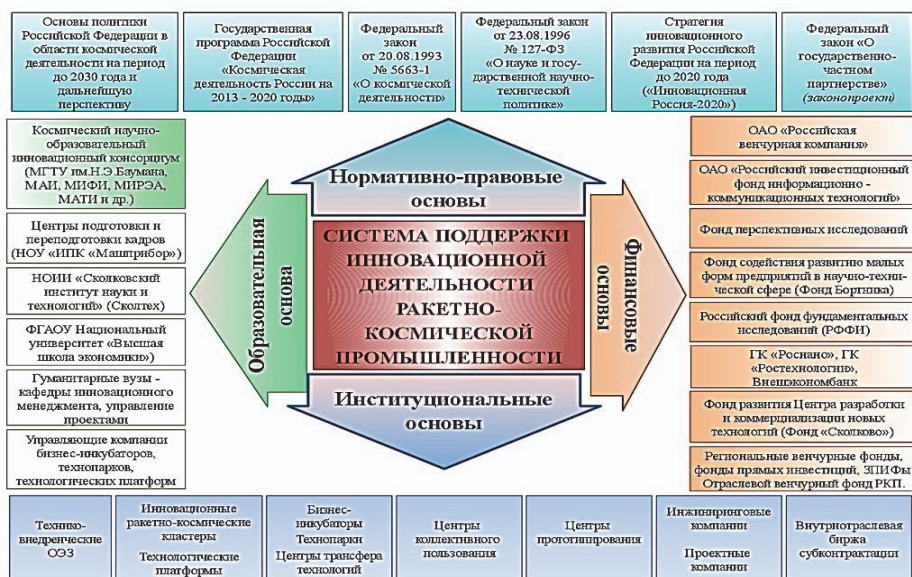 Основы политики
Российской Федерации в
области космической
деятельности на период
до 2030 года и
дальнейшую
перспективу
Государственная
программа Российской
Федерации
«Космическая
деятельность России на
2013 - 2020 годы»
Федеральный
закон
от 20.08.1993
№ 5663-1
«О космической
деятельности»
Федеральный закон
от 23.08.1996
№ 127-ФЗ
«О науке и госу-
дарственной научно-
технической
политике»
Стратегия
инновационного
развития Российской
Федерации на период
до 2020 года
(«Инновационная
Россия-2020»)
Федеральный
закон «О
государственно-
частном
партнерстве»
(законопроект)
Космический научно-
образовательный
инновационный консорциум
(МГТУ им.Н.Э.Баумана,
МАИ, МИФИ, МИРЭА,
МАТИ и др.)
Центры подготовки и
переподготовки кадров
(НОУ «ИПК «Машприбор»)
НОИИ «Сколковский
институт науки и
технологий» (Сколтех)
ФГАОУ Национальный
университет «Высшая
школа экономики»)
Гуманитарные вузы -
кафедры инновационного
менеджмента, управление
проектами
Управляющие компании
бизнес-инкубаторов,
технопарков,
технологических платформ
Образовательная
основа
Нормативно-правовые
основы
СИСТЕМА ПОДДЕРЖКИ
ИННОВАЦИОННОЙ
ДЕЯТЕЛЬНОСТИ
РАКЕТНО-
КОСМИЧЕСКОЙ
ПРОМЫШЛЕННОСТИ
Институциональные
основы
Финансовые
основы
ОАО «Российская
венчурная компания»
ОАО «Российский инвестиционный
фонд информационно -
коммуникационных технологий»
Фонд перспективных исследований
Фонд содействия развитию малых
форм предприятий в научно-техни-
ческой сфере (Фонд Бортника)
Российский фонд фундаментальных
исследований (РФФИ)
ГК «Роснано», ГК
«Ростехнологии»,
Внешэкономбанк
Фонд развития Центра разработки
и коммерциализации новых
технологий (Фонд «Сколково»)
Региональные венчурные фонды,
фонды прямых инвестиций, ЗПИФы
Отраслевой венчурный фонд РКП.
Технико-
внедренческие
ОЭЗ
Инновационные
ракетно-космические
кластеры
Технологические
платформы
Бизнес-
инкубаторы
Технопарки
Центры трансфера
технологий
Центры
коллективного
пользования
Центры
прототипирования
Инжиниринговые
компании
Проектные
компании
Внутриотраслевая
биржа
субконтрактации